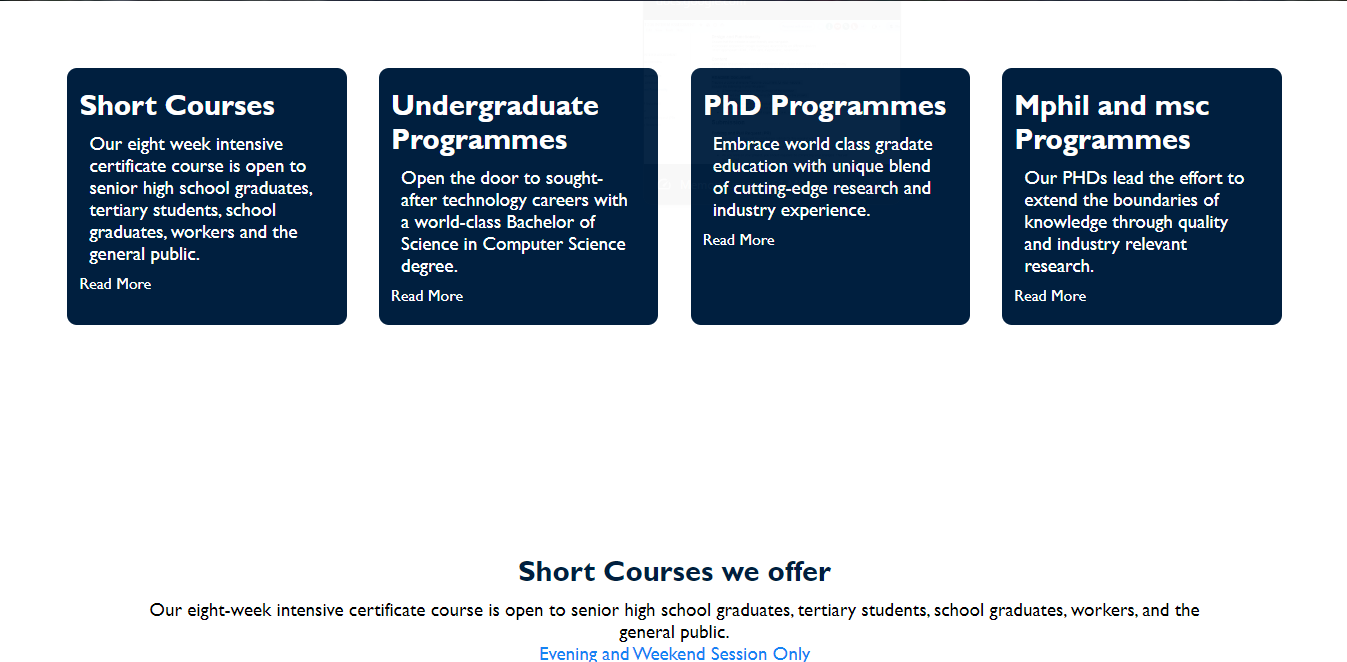 Short Courses
Our eight week intensive
certificate course is open to
senior high school graduates,
tertiary students, school
graduates, workers and the
general public.
Read More
Undergraduate
Programmes
Open the door to sought-
after technology careers with
a world-class Bachelor of
Science in Computer Science
degree.
Read More
PhD Programmes
Embrace world class gradate
education with unique blend
of cutting-edge research and
industry experience.
Read More
Mphil and msc
Programmes
Our PHDs lead the effort to
extend the boundaries of
knowledge through quality
and industry relevant
research.
Read More
Short Courses we offer
Our eight-week intensive certificate course is open to senior high school graduates, tertiary students, school graduates, workers, and the
general public.
Evening and Weekend Session Only